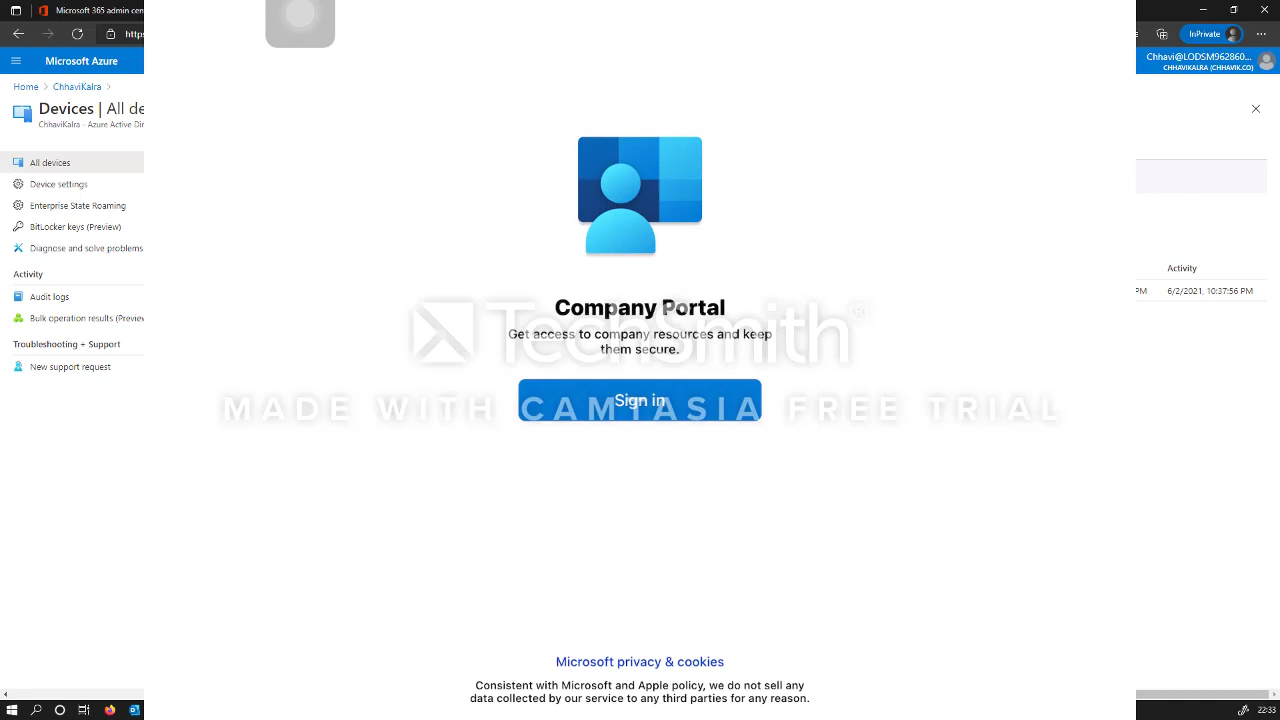 Microsoft 365 admin
InPrivate
https
Microsoft Azure
Chhavi@LODSM962860...
CHHAVIKALRA (CHHAVIK.CO)
Home > ChhaviKalra >
Devices | All de
ChhaviKalra - Azure Active Dir
All devices
Device settings
Enterprise State Roaming
BitLocker keys (Preview)
Diagnose and solve problems
Activity
Audit logs
Bulk operation results (Preview)
Troubleshooting + Support
New support request
Company Portal
Get access to company resources and keep
them secure.
Sign in
TechSmith®
MADE WITH CAMTASIA FREE TRIAL
Activity
PM 6/2/2021, 10:37:56 PM
Microsoft privacy & cookies
Consistent with Microsoft and Apple policy, we do not sell any
data collected by our service to any third parties for any reason.
22:33